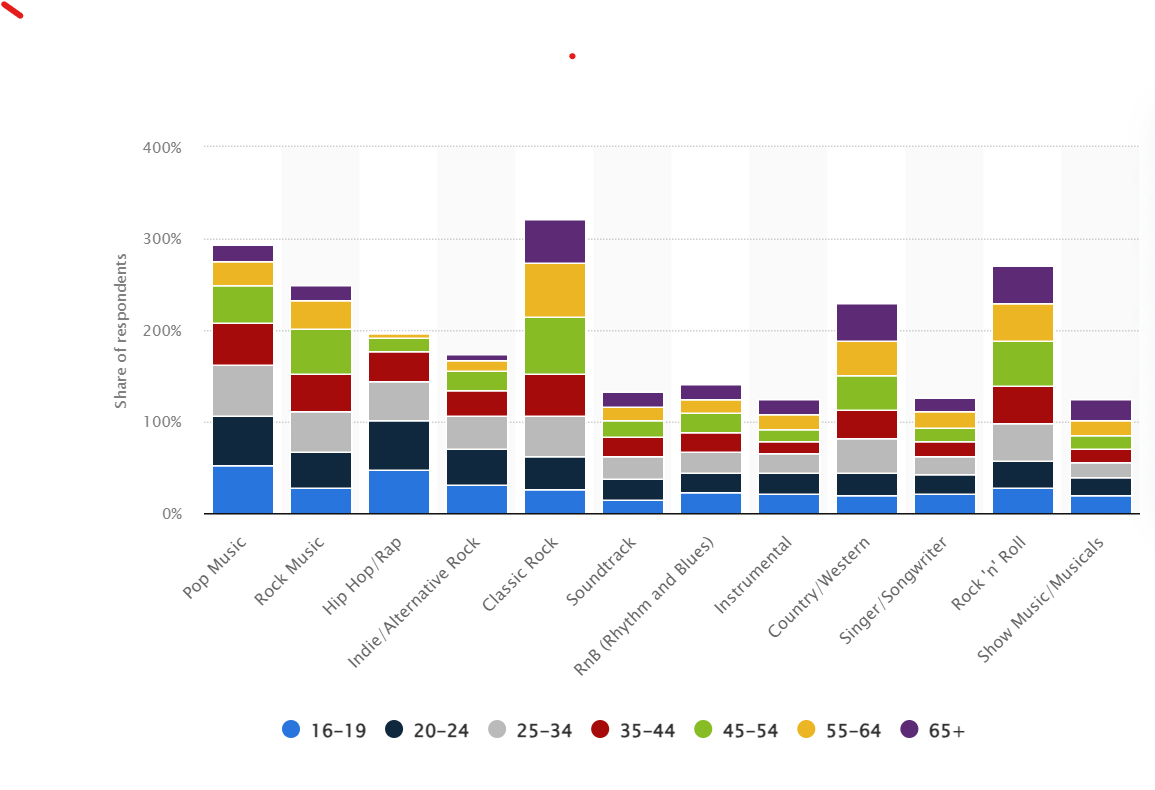 400%
300%
200%
100%
0%
Share of respondents
Pop Music
Rock Music
Hip Hop/Rap
Indie/Alternative Rock
Classic Rock
Soundtrack
RnB (Rhythm and Blues)
Instrumental
Country/Western
Singer/Songwriter
Rock 'n' Roll
Show Music/Musicals
16–19 20–24 25–34 35–44 45–54 55–64 65+